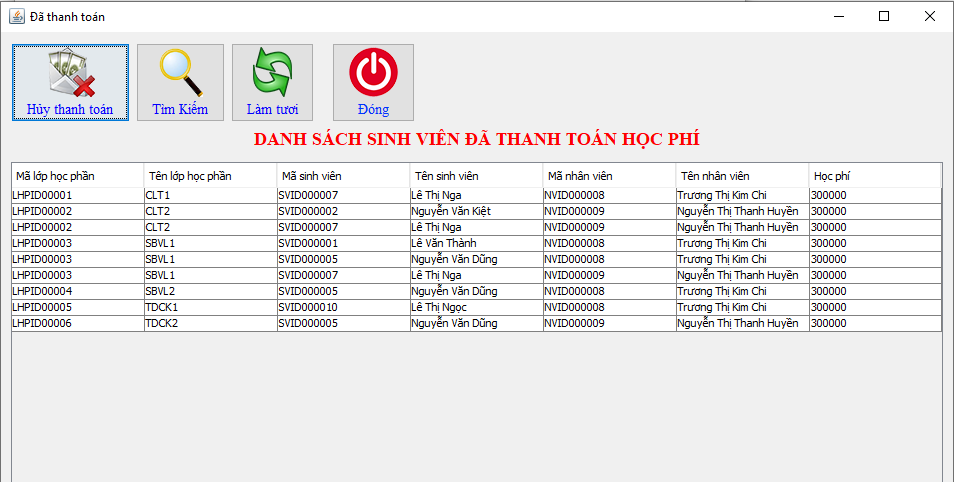 Đã thanh toán
Hủy thanh toán Tìm Kiếm Làm tươi Đóng
DANH SÁCH SINH VIÊN ĐÃ THANH TOÁN HỌC PHÍ
Mã lớp học phần Tên lớp học phần Mã sinh viên Tên sinh viên Mã nhân viên Tên nhân viên Học phí
LHPID00001 CLT1 SVID000007 Lê Thị Nga NVID000008 Trương Thị Kim Chi 300000
LHPID00002 CLT2 SVID000002 Nguyễn Văn Kiệt NVID000009 Nguyễn Thị Thanh Huyền 300000
LHPID00002 CLT2 SVID000007 Lê Thị Nga NVID000009 Nguyễn Thị Thanh Huyền 300000
LHPID00003 SBVL1 SVID000001 Lê Văn Thành NVID000008 Trương Thị Kim Chi 300000
LHPID00003 SBVL1 SVID000005 Nguyễn Văn Dũng NVID000008 Trương Thị Kim Chi 300000
LHPID00003 SBVL1 SVID000007 Lê Thị Nga NVID000009 Nguyễn Thị Thanh Huyền 300000
LHPID00004 SBVL2 SVID000005 Nguyễn Văn Dũng NVID000008 Trương Thị Kim Chi 300000
LHPID00005 TDCK1 SVID000010 Lê Thị Ngọc NVID000008 Trương Thị Kim Chi 300000
LHPID00006 TDCK2 SVID000005 Nguyễn Văn Dũng NVID000009 Nguyễn Thị Thanh Huyền 300000